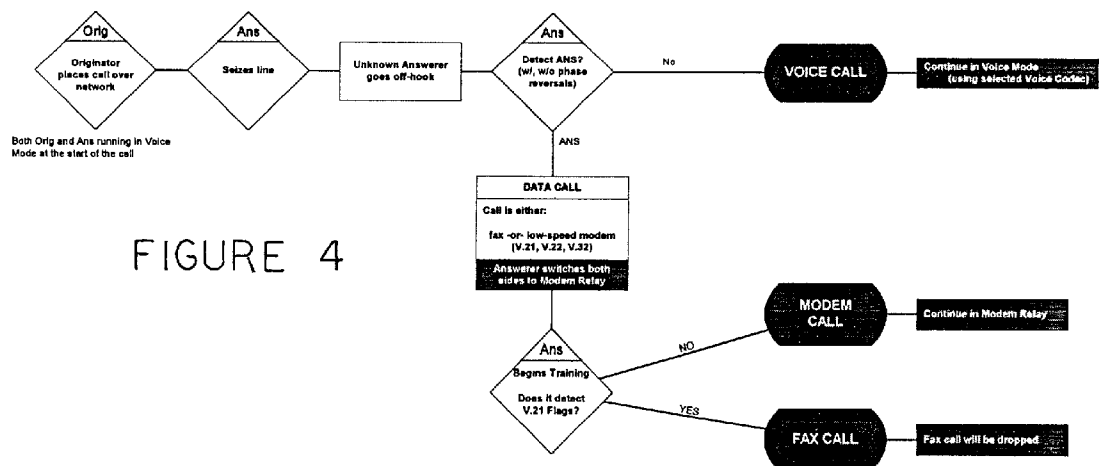 Orig
Originator
places call over
network
Both Orig and Ans running in Voice
Mode at the start of the call
Ans
Seizes line
Unknown Answerer
goes off-hook
Ans
Detect ANS?
(w/, w/o phase
reversals)
No
VOICE CALL
Continue in Voice Mode
(using selected Voice Codec)
ANS
DATA CALL
Call is either:
fax -or- low-speed modem
(V.21, V.22, V.32)
Answerer switches both
sides to Modem Relay
FIGURE 4
Ans
Begins Training
Does it detect
V.21 Flags?
NO
MODEM
CALL
Continue in Modem Relay
YES
FAX CALL
Fax call will be dropped